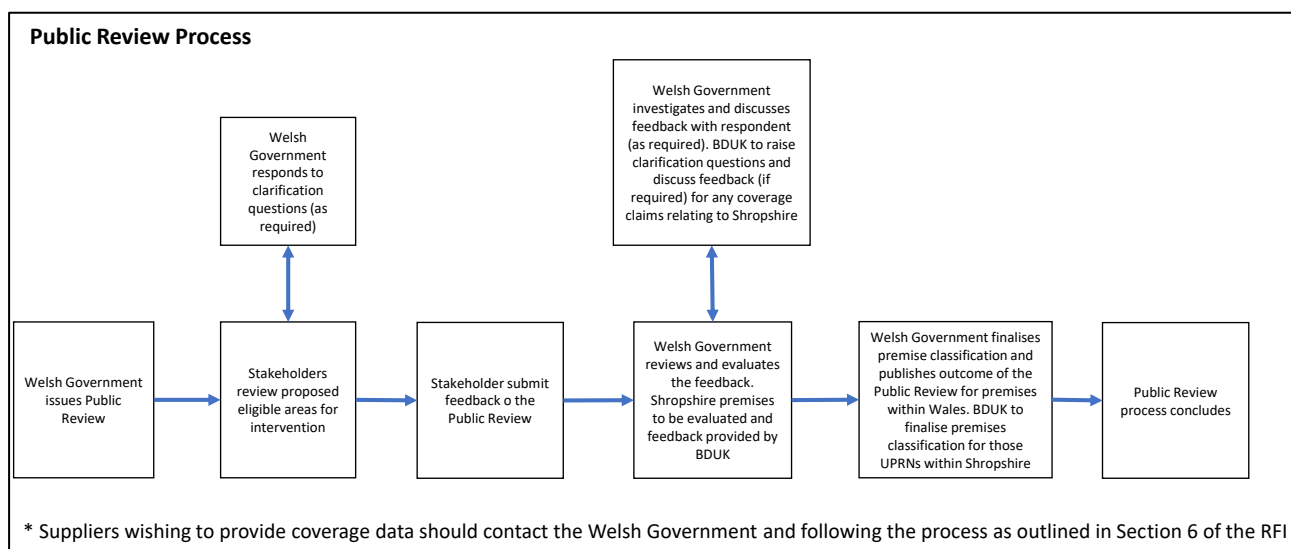 Public Review Process
Welsh
Government
responds to
clarification
questions (as
required)
Welsh Government
investigates and discusses
feedback with respondent
(as required). BDUK to raise
clarification questions and
discuss feedback (if
required) for any coverage
claims relating to Shropshire
Welsh Government
issues Public
Review
Stakeholders
review proposed
eligible areas for
intervention
Stakeholder submit
feedback o the
Public Review
Welsh Government
reviews and evaluates
the feedback.
Shropshire premises
to be evaluated and
feedback provided by
BDUK
Welsh Government finalises
premise classification and
publishes outcome of the
Public Review for premises
within Wales. BDUK to
finalise premises
classification for those
UPRNs within Shropshire
Public Review
process concludes
* Suppliers wishing to provide coverage data should contact the Welsh Government and following the process as outlined in Section 6 of the RFI